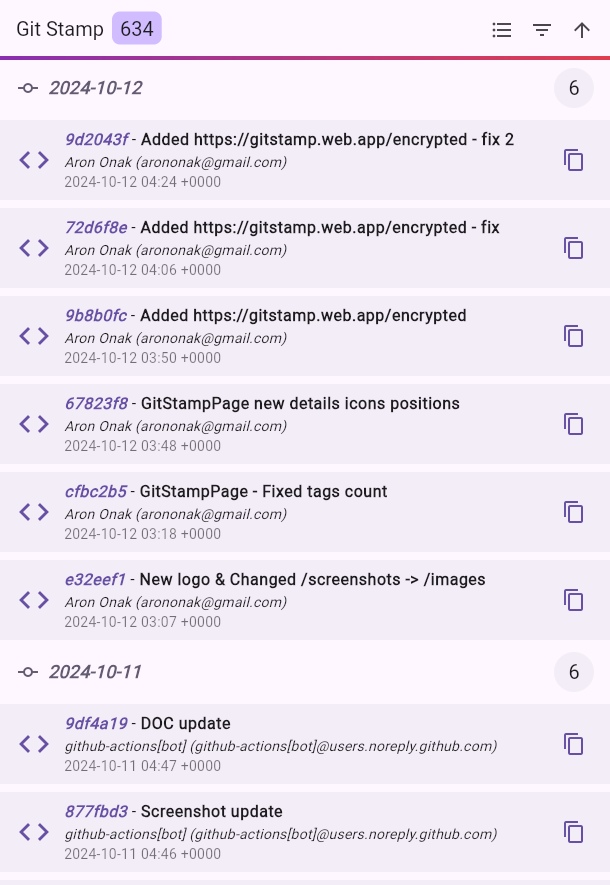 Git Stamp 634
2024-10-12 6
9d2043f - Added https://gitstamp.web.app/encrypted - fix 2
Aron Onak (arononak@gmail.com)
2024-10-12 04:24 +0000
72d6f8e - Added https://gitstamp.web.app/encrypted - fix
Aron Onak (arononak@gmail.com)
2024-10-12 04:06 +0000
9b8b0fc - Added https://gitstamp.web.app/encrypted
Aron Onak (arononak@gmail.com)
2024-10-12 03:50 +0000
67823f8 - GitStampPage new details icons positions
Aron Onak (arononak@gmail.com)
2024-10-12 03:48 +0000
cfbc2b5 - GitStampPage - Fixed tags count
Aron Onak (arononak@gmail.com)
2024-10-12 03:18 +0000
e32eef1 - New logo & Changed /screenshots -> /images
Aron Onak (arononak@gmail.com)
2024-10-12 03:07 +0000
2024-10-11 6
9df4a19 - DOC update
github-actions[bot] (github-actions[bot]@users.noreply.github.com)
2024-10-11 04:47 +0000
877fbd3 - Screenshot update
github-actions[bot] (github-actions[bot]@users.noreply.github.com)
2024-10-11 04:46 +0000